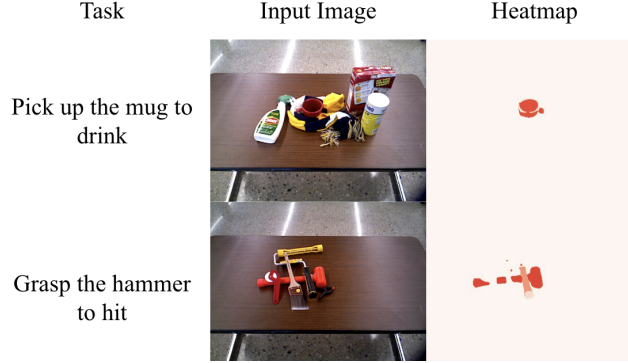 Task
Input Image
Heatmap
Pick up the mug to
drink
Grasp the hammer
to hit